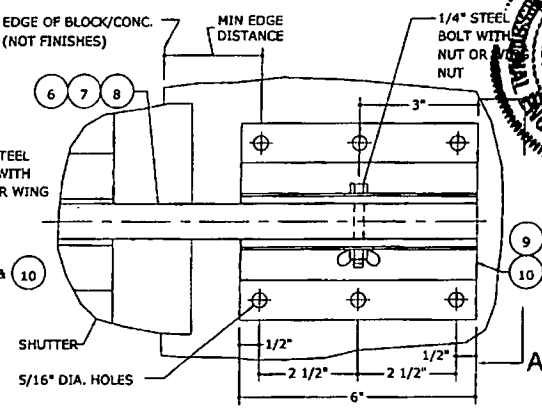 EDGE OF BLOCK/CONC.
(NOT FINISHES)
MIN EDGE
DISTANCE
1/4" STEEL
BOLT WITH
NUT OR WING
NUT
6 7 8
3"
STEEL
WITH
R WING
9
10
& 10
SHUTTER
5/16" DIA. HOLES
1/2"
1/2"
2 1/2"
2 1/2"
6"
A